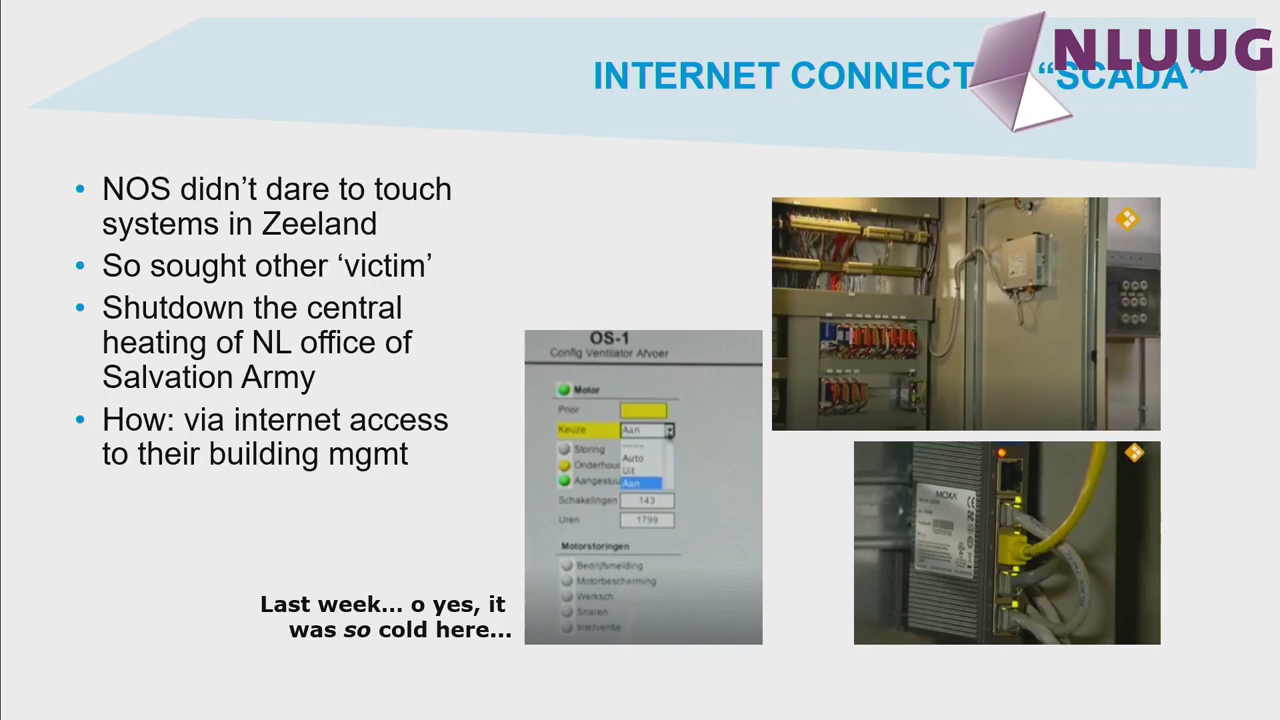 NLUUG
INTERNET CONNECT “SCADA”
• NOS didn’t dare to touch
systems in Zeeland
• So sought other ‘victim’
• Shutdown the central
heating of NL office of
Salvation Army
• How: via internet access
to their building mgmt
Last week... o yes, it
was so cold here...
OS-1
Config Ventilator Afvoer
Motor
Prior
Keuze Aan
Auto
Storing
Uit
Onderhou
Aan
Aangestuu
Schakelingen 143
Uren 1799
Motorstoringen
Bedrijfsmelding
Motorbescherming
Werksch.
Snaren
Interventie
MOXA